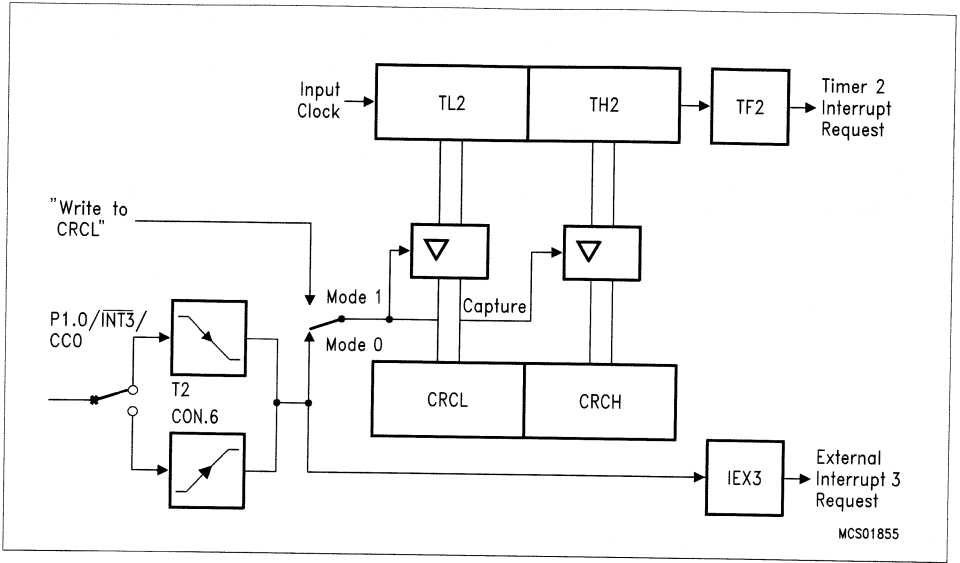 Input
Clock
TL2
TH2
TF2
Timer 2
Interrupt
Request
"Write to
CRCL"
Mode 1
Capture
Mode 0
P1.0/INT3/
CC0
T2
CON.6
CRCL
CRCH
IEX3
External
Interrupt 3
Request
MCS01855